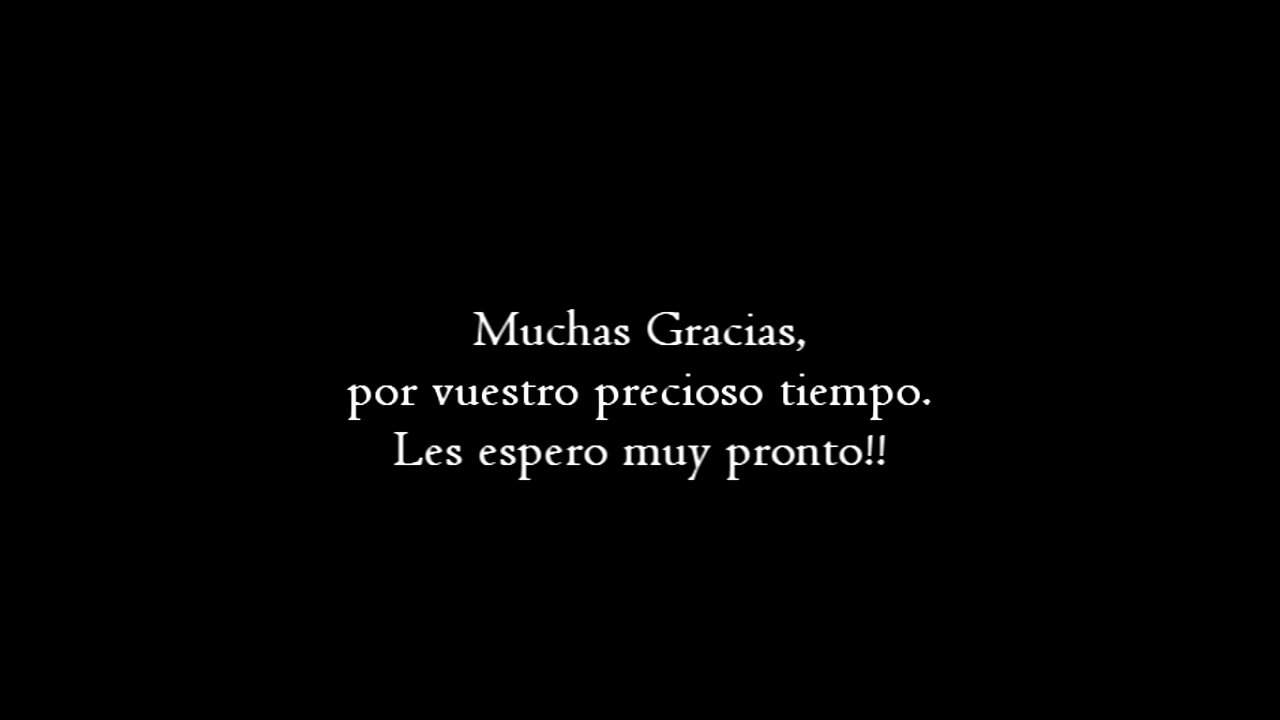 Muchas Gracias,
por vuestro precioso tiempo.
Les espero muy pronto!!